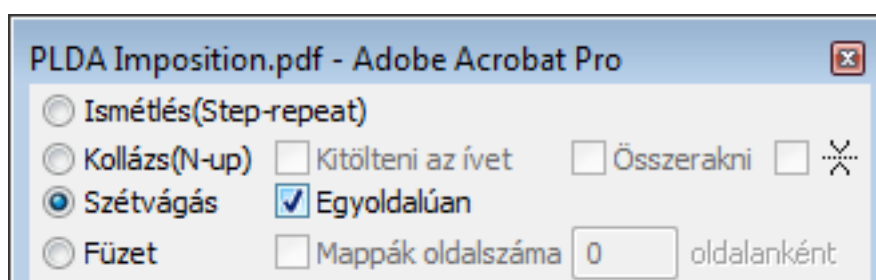 PLDA Imposition.pdf - Adobe Acrobat Pro
Ismétlés(Step-repeat)
Kollázs(N-up) Kitölteni az ívet Összerakni
Szétvágás Egyoldalúan
Füzet Mappák oldalszáma 0 oldalanként